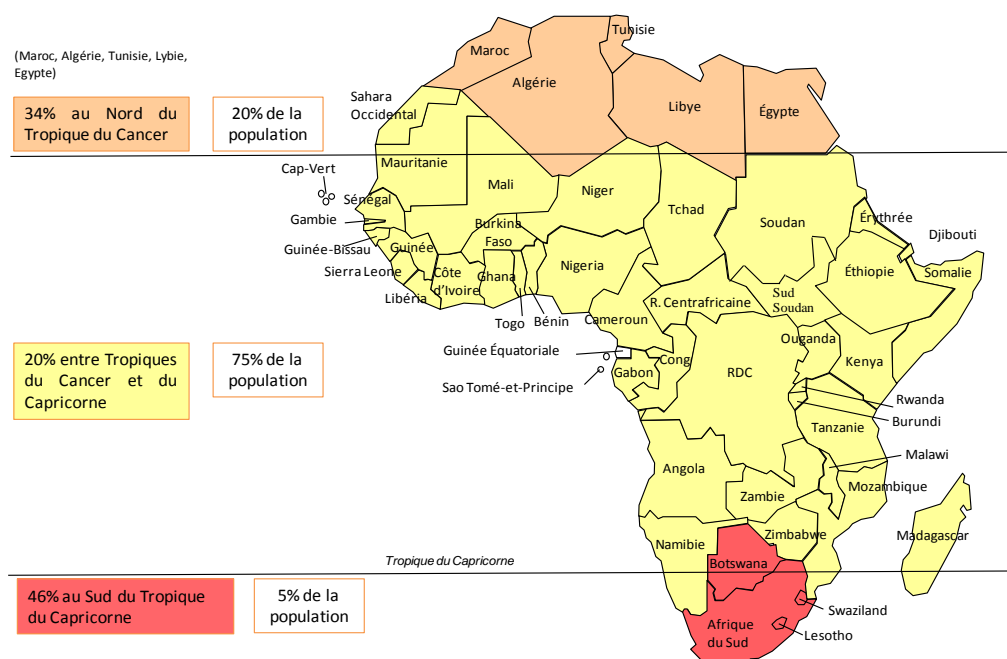 (Maroc, Algérie, Tunisie, Lybie,
Egypte)
34% au Nord du
Tropique du Cancer
20% de la
population
Tunisie
Maroc
Algérie
Libye
Égypte
Sahara
Occidental
Mauritanie
Cap-Vert
Mali
Niger
Tchad
Soudan
Sénégal
Érythrée
Gambie
Burkina
Faso
Djibouti
Guinée-Bissau
Guinée
Sierra Leone
Côte
d’Ivoire
Ghana
Nigeria
Éthiopie
Somalie
Libéria
Togo
Bénin
R. Centrafricaine
Sud
Soudan
Cameroun
20% entre Tropiques
du Cancer et du
Capricorne
75% de la
population
Guinée Équatoriale
Ouganda
Cong
Gabon
RDC
Kenya
Sao Tomé-et-Principe
Rwanda
Burundi
Tanzanie
Malawi
Angola
Mozambique
Zambie
Zimbabwe
Madagascar
Namibie
Tropique du Capricorne
Botswana
46% au Sud du Tropique
du Capricorne
5% de la
population
Swaziland
Afrique
du Sud
Lesotho